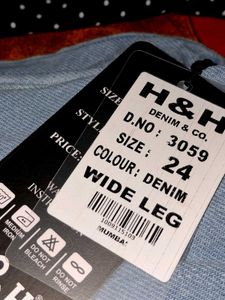 H&H
DENIM & CO.
D.NO: 3059
SIZE: 24
COLOUR: DENIM
WIDE LEG
MUMBAI
SIZE
STYL
PRICE:
WA
INSTR
MEDIUM
IRON
DO NOT
BLEACH
DO NOT
RINSE